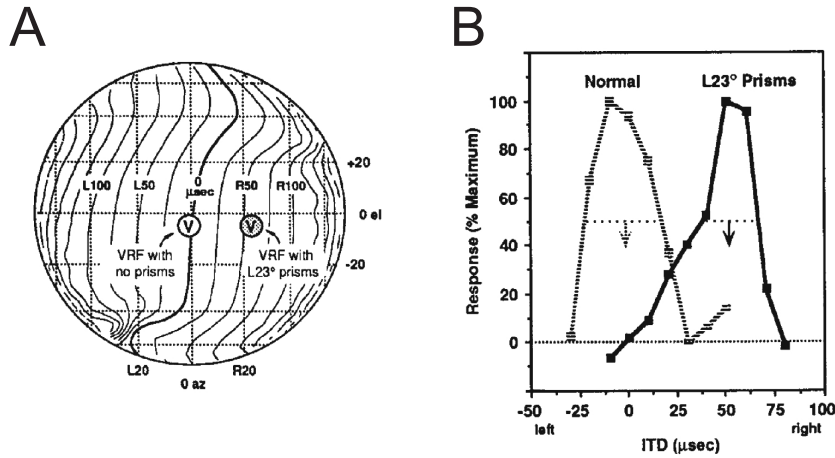 A
+20
L100 L50 0 R50 R100
μsec
0 el
V V
VRF with VRF with
no prisms L23° prisms
-20
L20 R20
0 az
B
Normal L23° Prisms
100
80
60
40
20
0
Response (% Maximum)
-50 -25 0 25 50 75 100
left right
ITD (μsec)